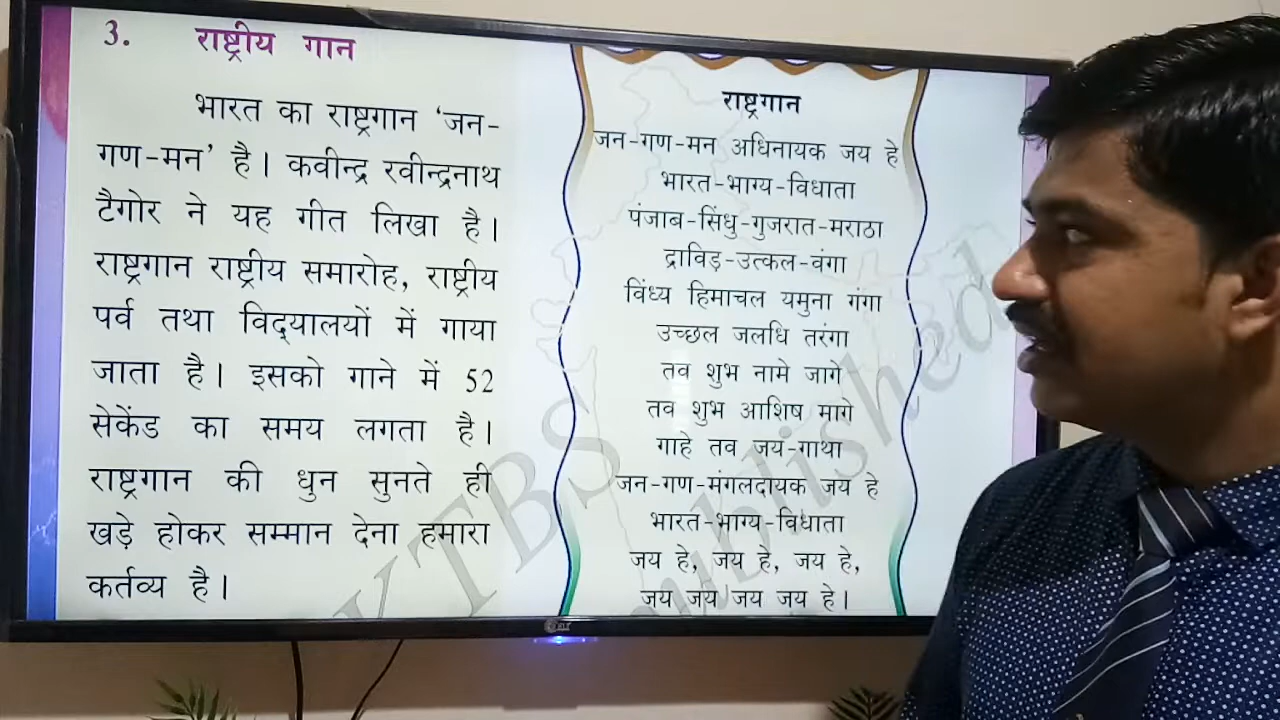 3. राष्ट्रीय गान
भारत का राष्ट्रगान ‘जन-
गण-मन’ है। कवीन्द्र रवीन्द्रनाथ
टैगोर ने यह गीत लिखा है।
राष्ट्रगान राष्ट्रीय समारोह, राष्ट्रीय
पर्व तथा विद्‌यालयों में गाया
जाता है। इसको गाने में 52
सेकेंड का समय लगता है।
राष्ट्रगान की धुन सुनते ही
खड़े होकर सम्मान देना हमारा
कर्तव्य है।
राष्ट्रगान
जन-गण-मन अधिनायक जय हे
भारत-भाग्य-विधाता
पंजाब-सिंधु-गुजरात-मराठा
द्राविड़-उत्कल-वंगा
विंध्य हिमाचल यमुना गंगा
उच्छल जलधि तरंगा
तव शुभ नामे जागे
तव शुभ आशिष मागे
गाहे तव जय-गाथा
जन-गण-मंगलदायक जय हे
भारत-भाग्य-विधाता
जय हे, जय हे, जय हे,
जय जय जय जय हे।
KTBS
published